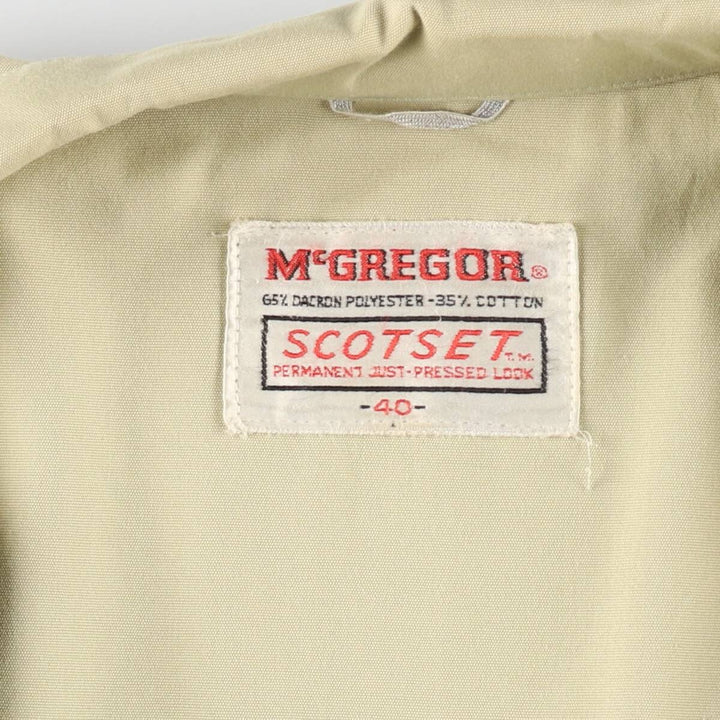 McGREGOR®
65% DACRON POLYESTER-35% COTTON
SCOTSET T.M.
PERMANENT JUST-PRESSED LOOK
-40-